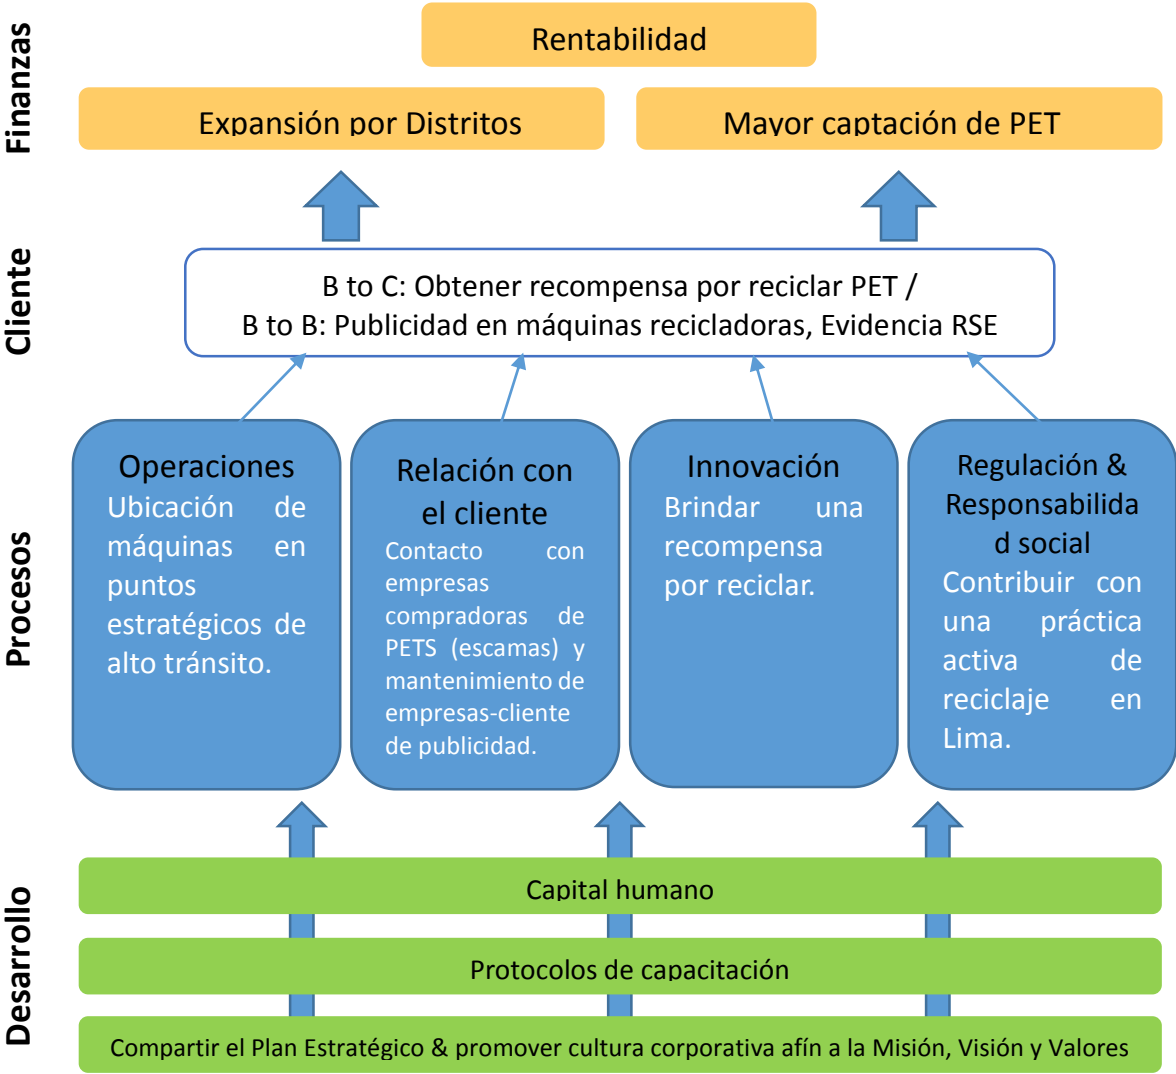 Finanzas
Rentabilidad
Expansión por Distritos
Mayor captación de PET
Cliente
B to C: Obtener recompensa por reciclar PET /
B to B: Publicidad en máquinas recicladoras, Evidencia RSE
Procesos
Operaciones
Ubicación de
máquinas en
puntos
estratégicos de
alto tránsito.
Relación con
el cliente
Contacto con
empresas
compradoras de
PETS (escamas) y
mantenimiento de
empresas-cliente
de publicidad.
Innovación
Brindar una
recompensa
por reciclar.
Regulación &
Responsabilida
d social
Contribuir con
una práctica
activa de
reciclaje en
Lima.
Desarrollo
Capital humano
Protocolos de capacitación
Compartir el Plan Estratégico & promover cultura corporativa afín a la Misión, Visión y Valores